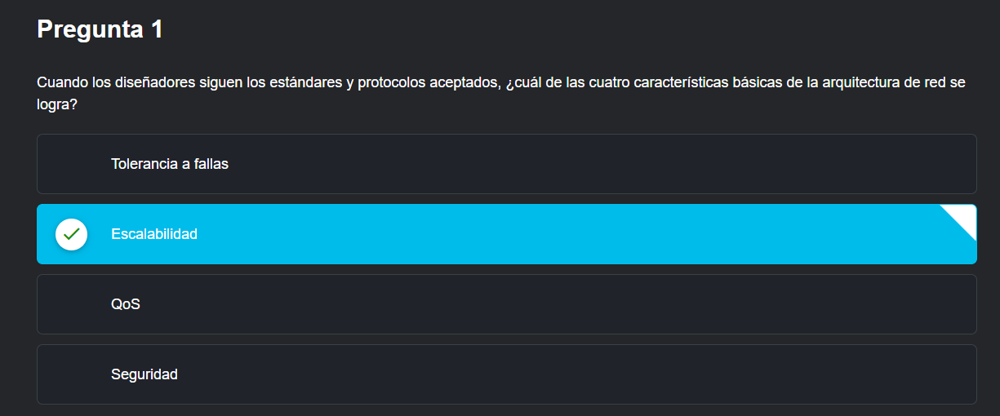 Pregunta 1
Cuando los diseñadores siguen los estándares y protocolos aceptados, ¿cuál de las cuatro características básicas de la arquitectura de red se
logra?
Tolerancia a fallas
Escalabilidad
QoS
Seguridad